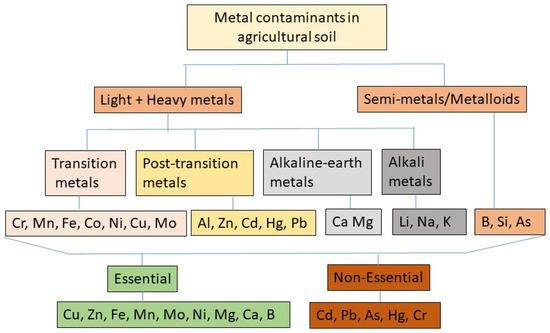 Metal contaminants in
agricultural soil
Light + Heavy metals
Semi-metals/Metalloids
Transition
metals
Post-transition
metals
Alkaline-earth
metals
Alkali
metals
Cr, Mn, Fe, Co, Ni, Cu, Mo
Al, Zn, Cd, Hg, Pb
Ca Mg
Li, Na, K
B, Si, As
Essential
Non-Essential
Cu, Zn, Fe, Mn, Mo, Ni, Mg, Ca, B
Cd, Pb, As, Hg, Cr